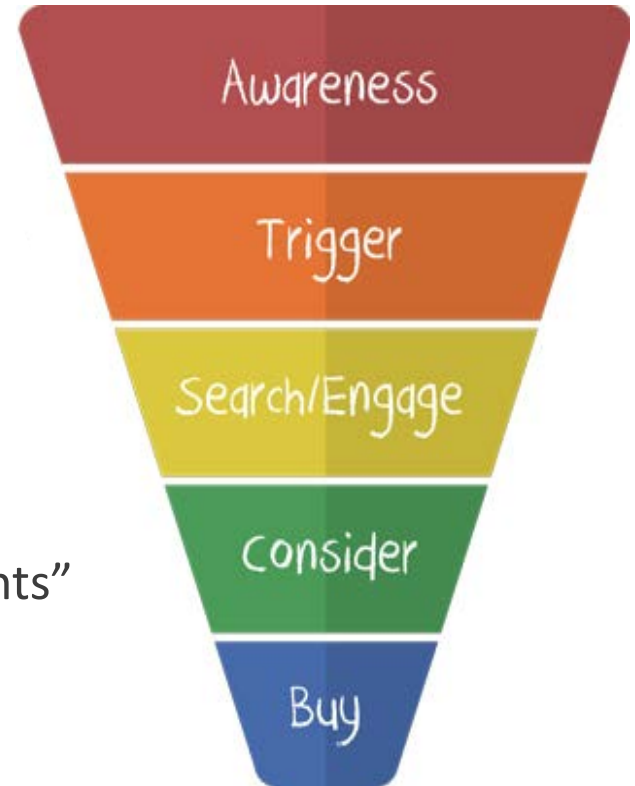 Awareness
Trigger
Search/Engage
nts”
Consider
Buy